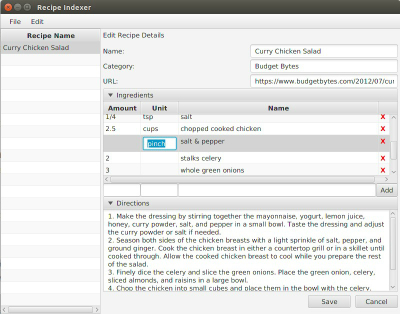 Recipe Indexer
File Edit
Recipe Name
Curry Chicken Salad
Edit Recipe Details
Name: Curry Chicken Salad
Category: Budget Bytes
URL: https://www.budgetbytes.com/2012/07/cur
Ingredients
Amount Unit Name
1/4 tsp salt X
2.5 cups chopped cooked chicken X
pinch salt & pepper X
2 stalks celery X
3 whole green onions X
Add
Directions
1. Make the dressing by stirring together the mayonnaise, yogurt, lemon juice,
honey, curry powder, salt, and pepper in a small bowl. Taste the dressing and adjust
the curry powder or salt if needed.
2. Season both sides of the chicken breasts with a light sprinkle of salt, pepper, and
ground ginger. Cook the chicken breast in either a countertop grill or in a skillet until
cooked through. Allow the cooked chicken breast to cool while you prepare the rest
of the salad.
3. Finely dice the celery and slice the green onions. Place the green onion, celery,
sliced almonds, and raisins in a large bowl.
4. Chop the chicken into small cubes and place them in the bowl with the celery,
Save Cancel